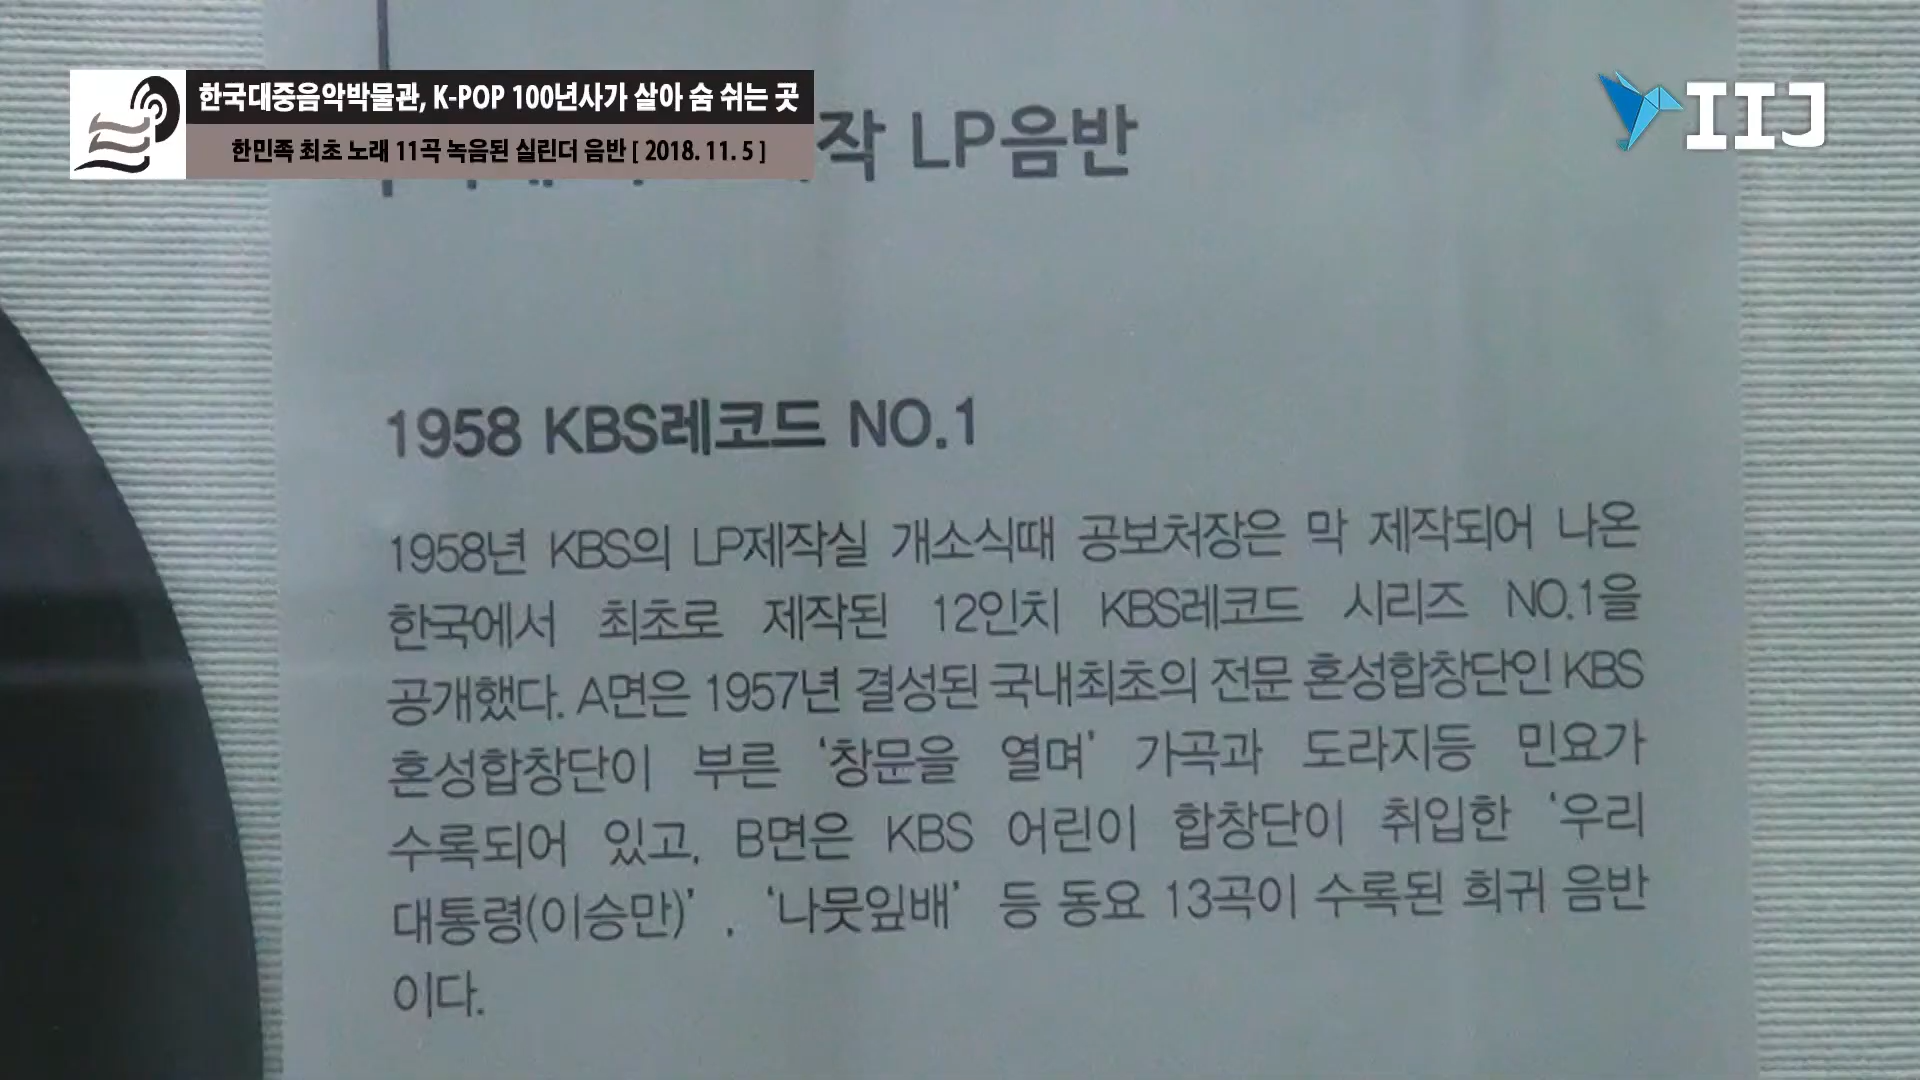 한국대중음악박물관, K-POP 100년사가 살아 숨 쉬는 곳
한민족 최초 노래 11곡 녹음된 실린더 음반 [ 2018. 11. 5 ]
IIJ
작 LP음반
1958 KBS레코드 NO.1
1958년 KBS의 LP제작실 개소식때 공보처장은 막 제작되어 나온
한국에서 최초로 제작된 12인치 KBS레코드 시리즈 NO.1을
공개했다. A면은 1957년 결성된 국내최초의 전문 혼성합창단인 KBS
혼성합창단이 부른 ‘창문을 열며’ 가곡과 도라지등 민요가
수록되어 있고, B면은 KBS 어린이 합창단이 취입한 ‘우리
대통령(이승만)’ , ‘나뭇잎배’ 등 동요 13곡이 수록된 희귀 음반
이다.